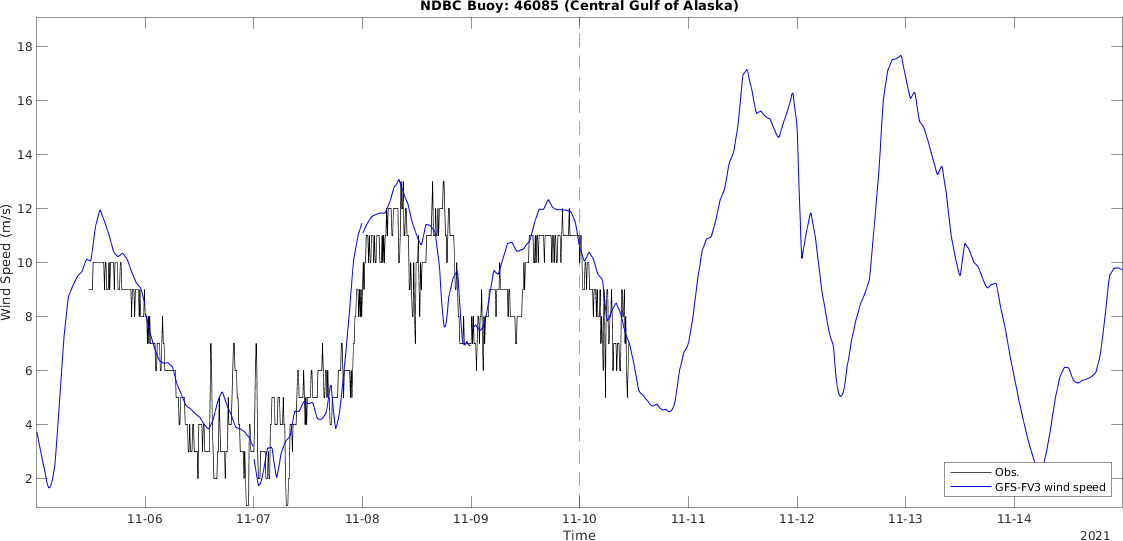 NDBC Buoy: 46085 (Central Gulf of Alaska)
Wind Speed (m/s)
18
16
14
12
10
8
6
4
2
11-06 11-07 11-08 11-09 11-10 11-11 11-12 11-13 11-14
Time
2021
Obs.
GFS-FV3 wind speed